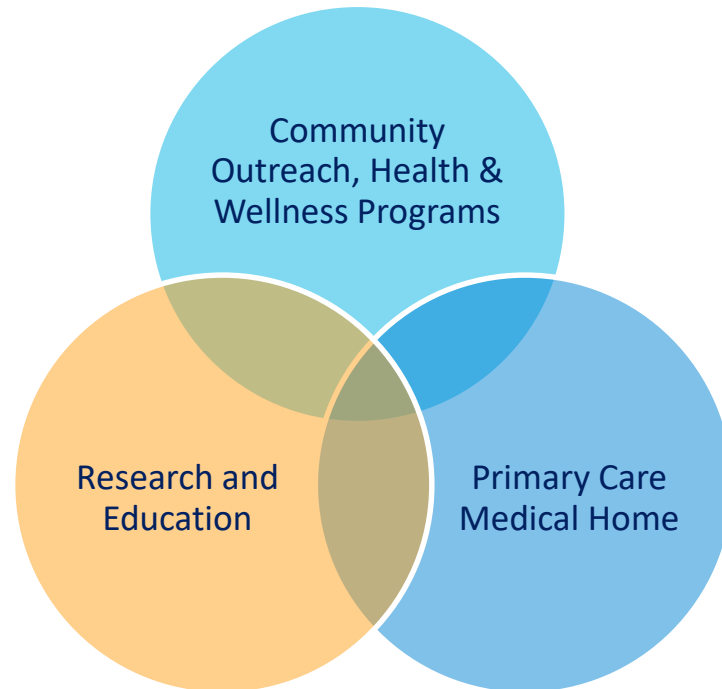 Community
Outreach, Health &
Wellness Programs
Research and
Education
Primary Care
Medical Home